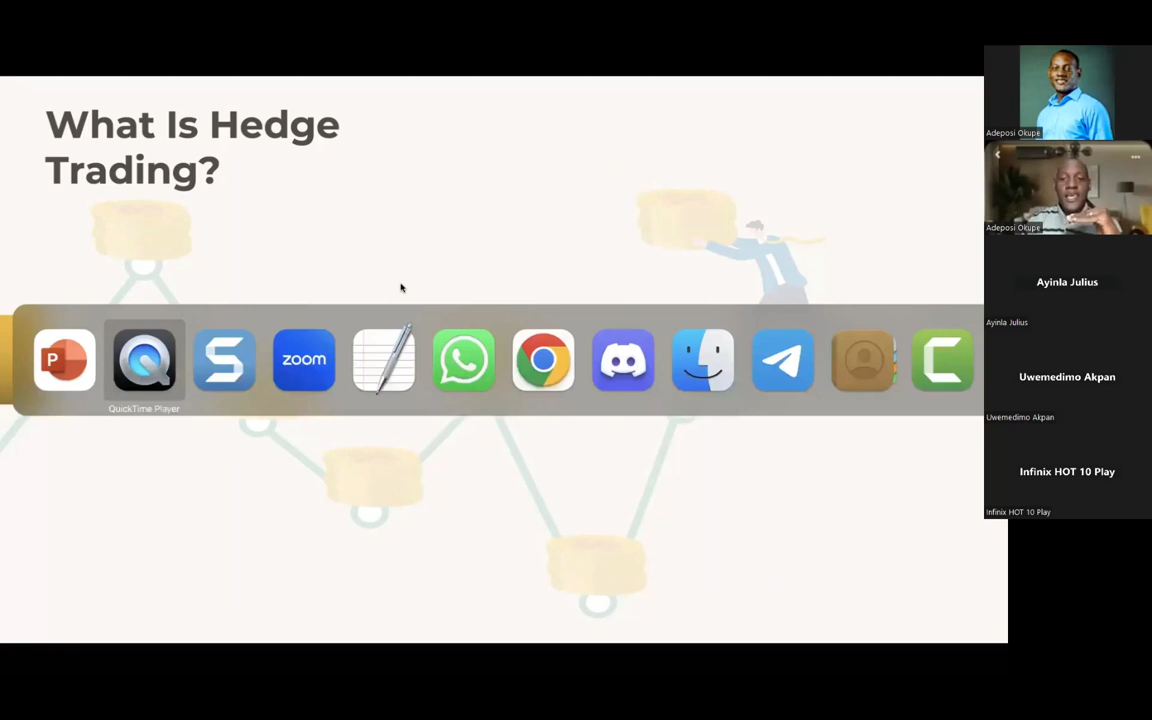 What Is Hedge
Trading?
P
S
zoom
C
QuickTime Player
Adeposi Okupe
Adeposi Okupe
Ayinla Julius
Ayinla Julius
Uwemedimo Akpan
Uwemedimo Akpan
Infinix HOT 10 Play
Infinix HOT 10 Play